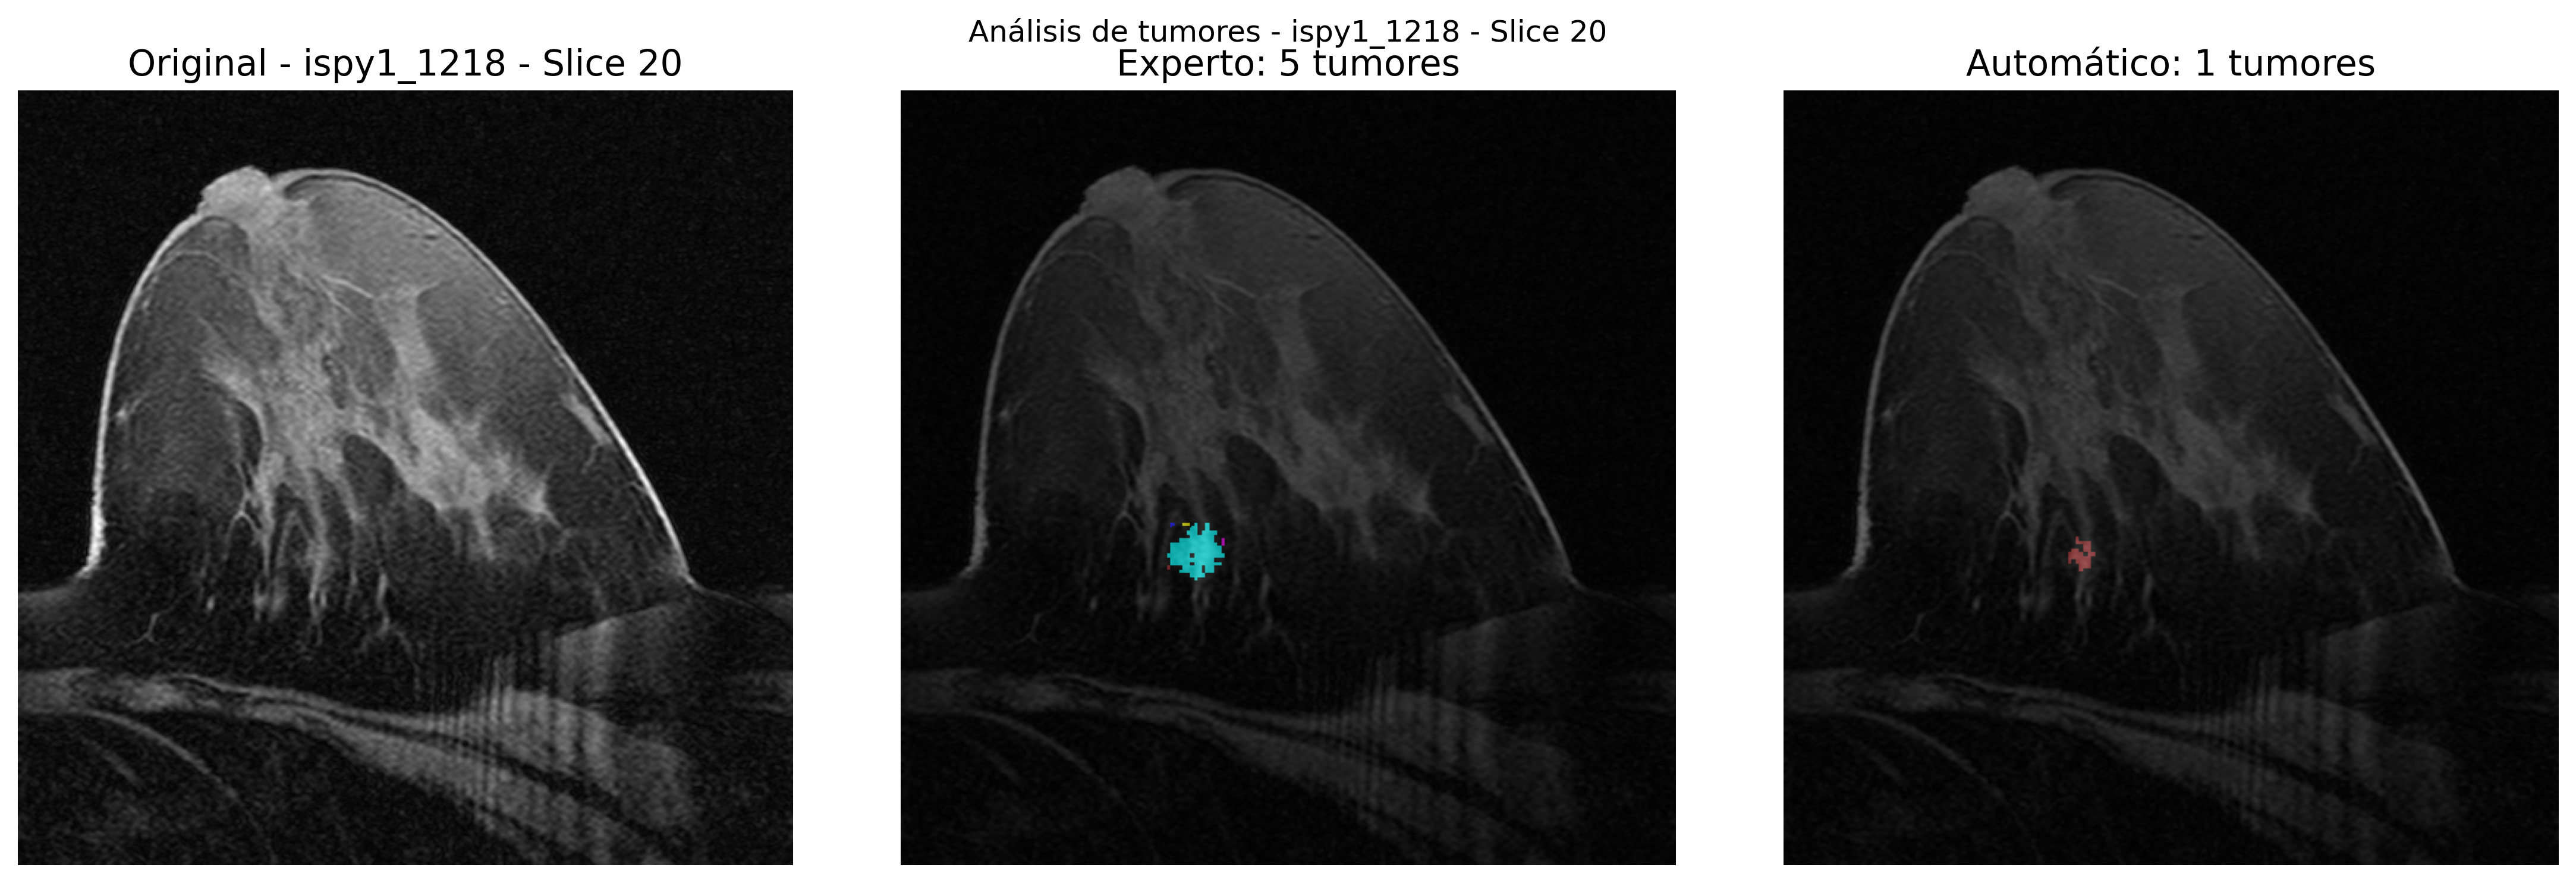 Análisis de tumores - ispy1_1218 - Slice 20
Original - ispy1_1218 - Slice 20
Experto: 5 tumores
Automático: 1 tumores